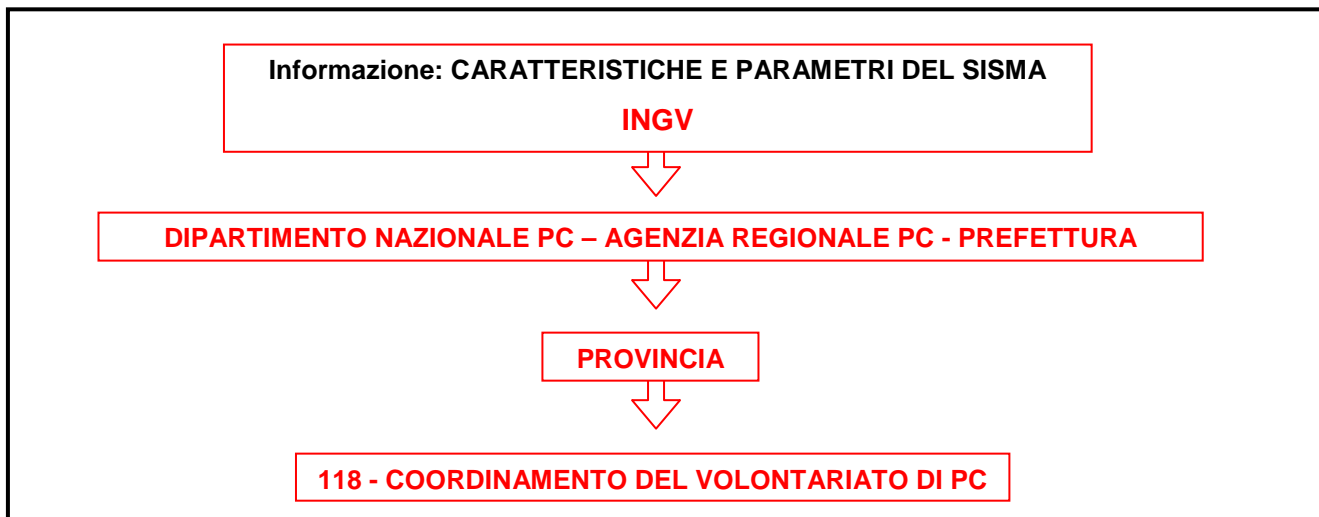 Informazione: CARATTERISTICHE E PARAMETRI DEL SISMA
INGV
DIPARTIMENTO NAZIONALE PC – AGENZIA REGIONALE PC - PREFETTURA
PROVINCIA
118 - COORDINAMENTO DEL VOLONTARIATO DI PC